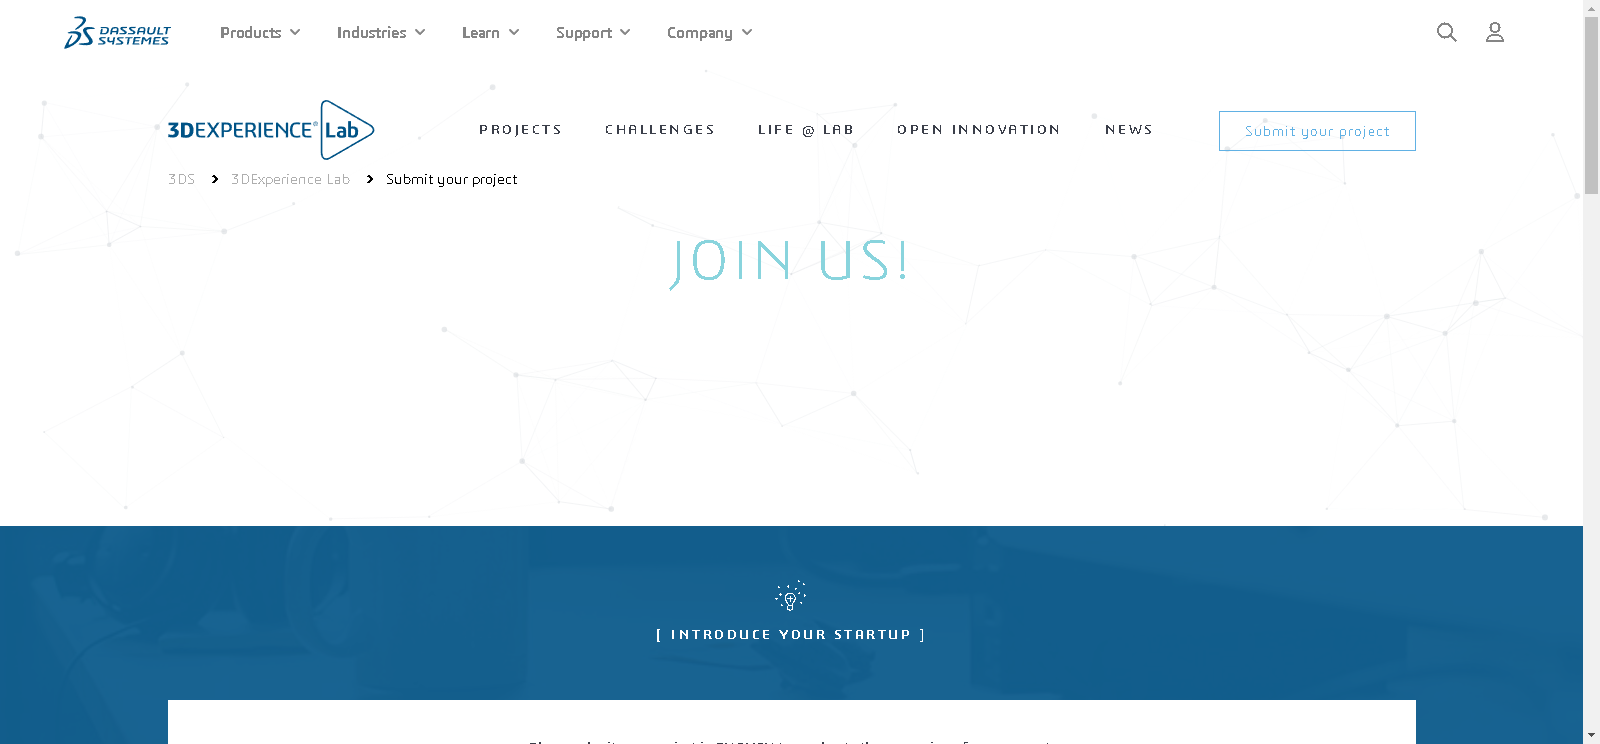 DASSAULT SYSTEMES
Products Industries Learn Support Company
3DEXPERIENCE® Lab
PROJECTS CHALLENGES LIFE @ LAB OPEN INNOVATION NEWS
Submit your project
3DS 3DExperience Lab Submit your project
JOIN US!
[ INTRODUCE YOUR STARTUP ]